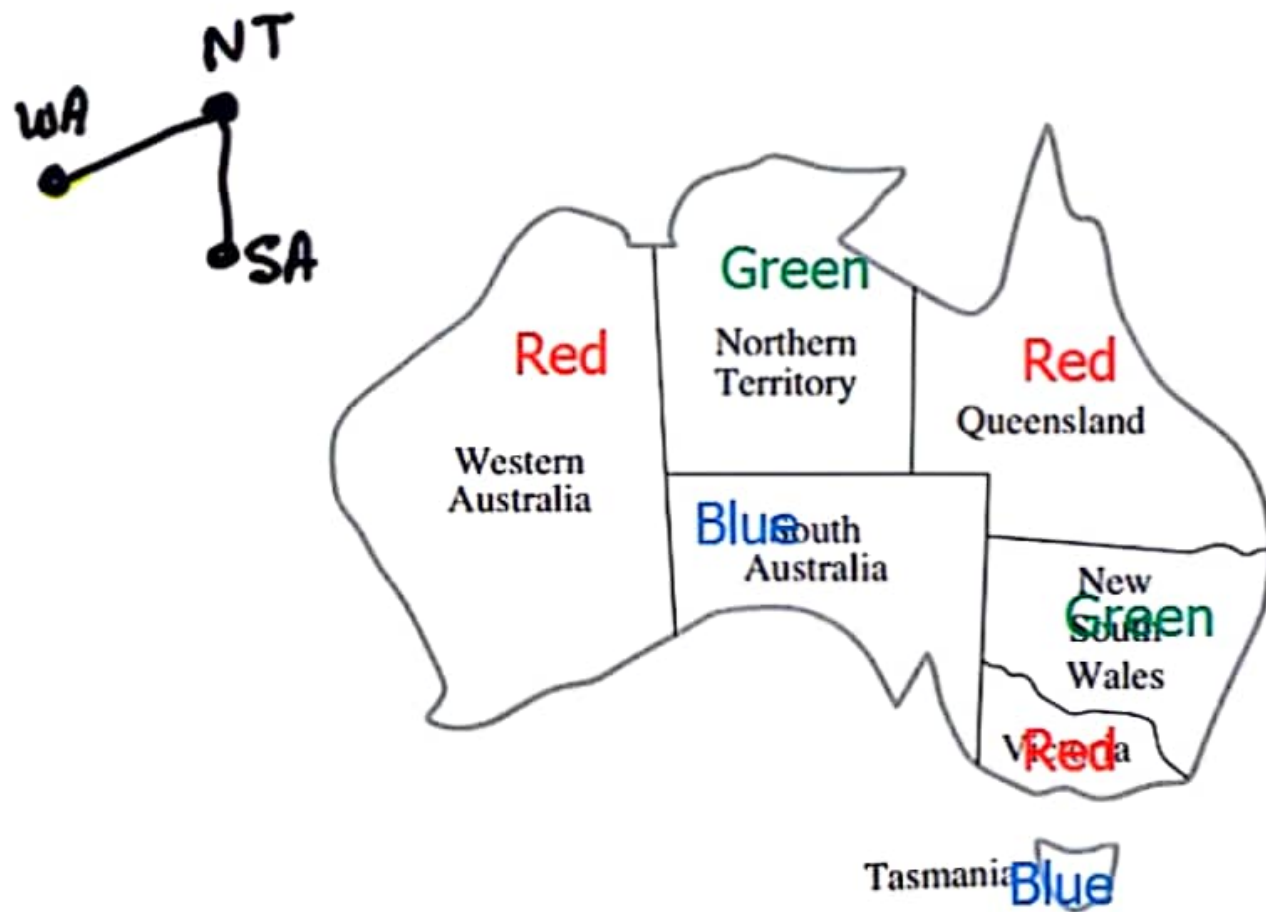 NT
WA
SA
Green
Red
Northern
Territory
Red
Queensland
Western
Australia
Blue
South
Australia
New
Green
South
Wales
Victoria
Red
Tasmania
Blue